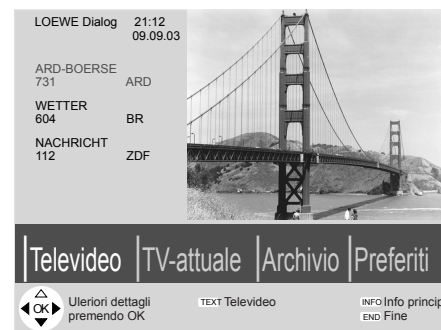 LOEWE Dialog 21:12
09.09.03
ARD-BOERSE
731 ARD
WETTER
604 BR
NACHRICHT
112 ZDF
Televideo TV-attuale Archivio Preferiti
OK Uleriori dettagli
premendo OK
TEXT Televideo
INFO Info princip
END Fine